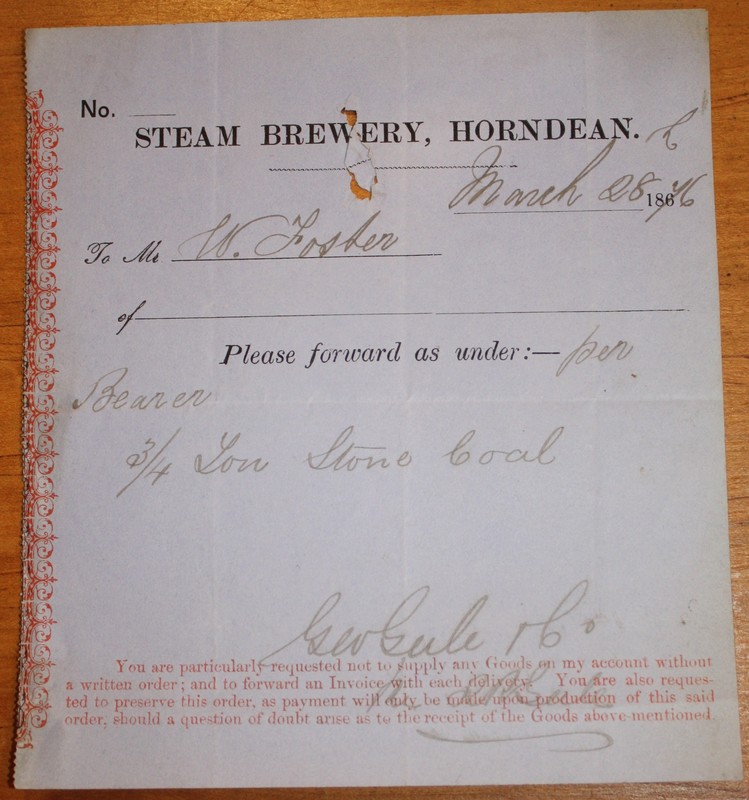 No.
STEAM BREWERY, HORNDEAN.
March 28 1876
To Mr W. Foster
of
Please forward as under:— per
Bearer
3/4 Ton Stone Coal
Geo Gale & Co
You are particularly requested not to supply any Goods on my account without
a written order; and to forward an Invoice with each delivery. You are also reques-
ted to preserve this order, as payment will only be made upon production of this said
order, should a question of doubt arise as to the receipt of the Goods above-mentioned.